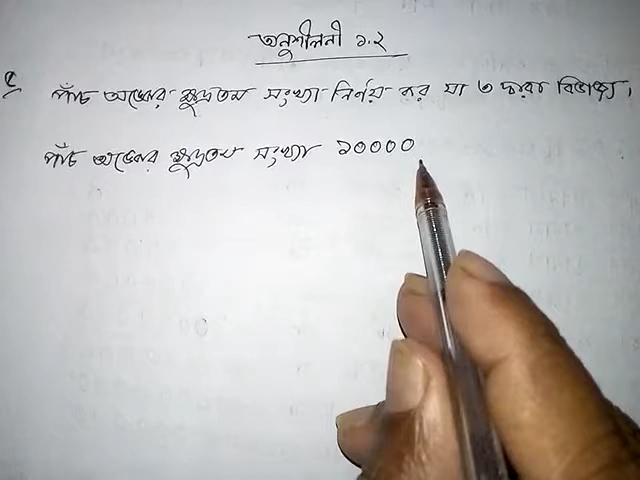 অনুশীলনী ১.২
৫ পাঁচ অঙ্কের ক্ষুদ্রতম সংখ্যা নির্ণয় কর যা ৩ দ্বারা বিভাজ্য।
পাঁচ অঙ্কের ক্ষুদ্রতম সংখ্যা ১০০০০